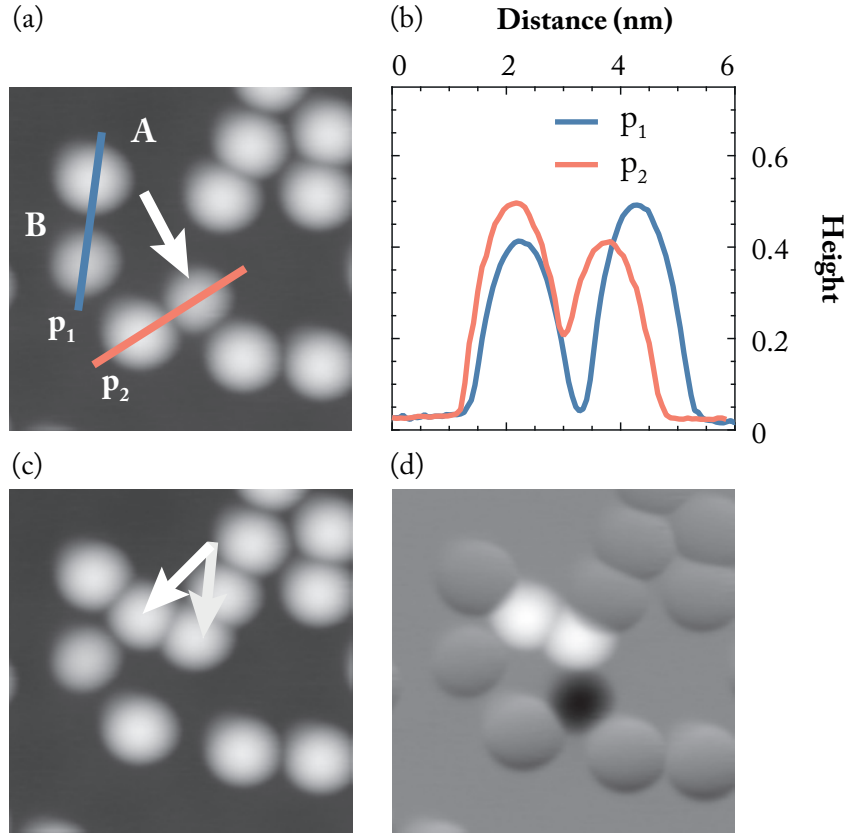 (a)
(b)
Distance (nm)
0 2 4 6
A
B
p₁
p₂
p₁
p₂
0.6
0.4
0.2
0
Height
(c)
(d)